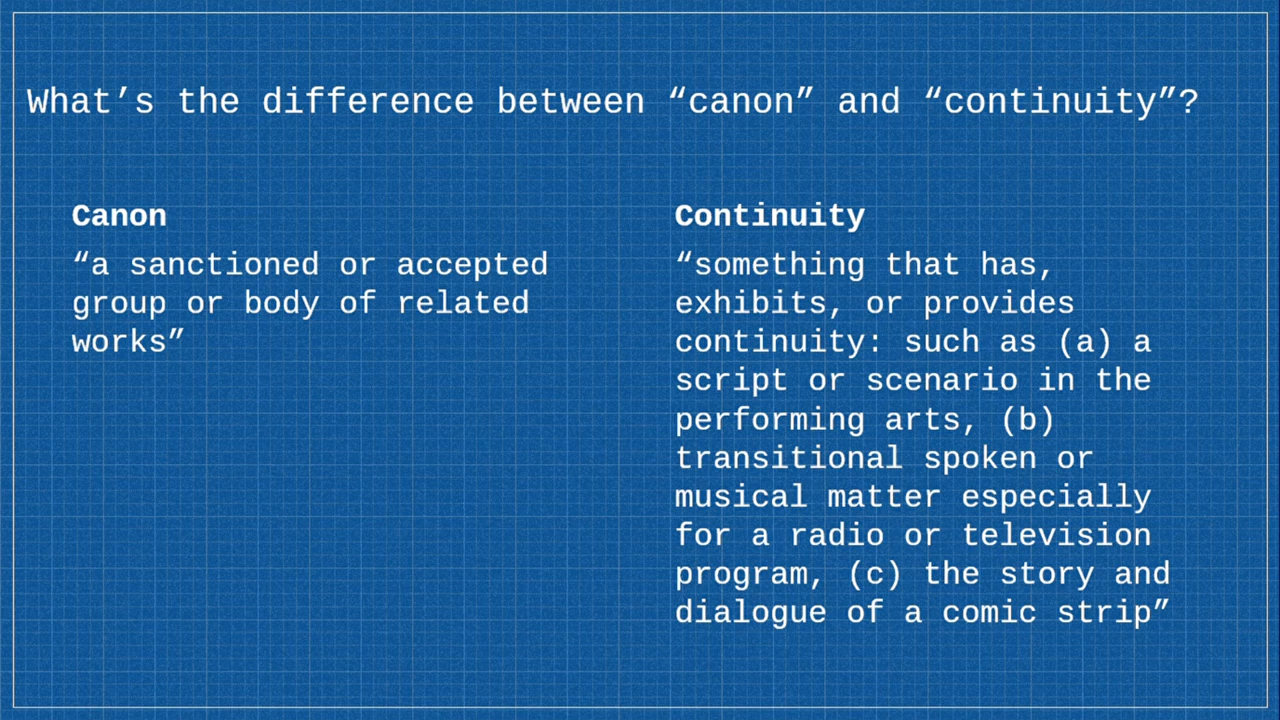 What’s the difference between “canon” and “continuity”?
Canon
“a sanctioned or accepted
group or body of related
works”
Continuity
“something that has,
exhibits, or provides
continuity: such as (a) a
script or scenario in the
performing arts, (b)
transitional spoken or
musical matter especially
for a radio or television
program, (c) the story and
dialogue of a comic strip”